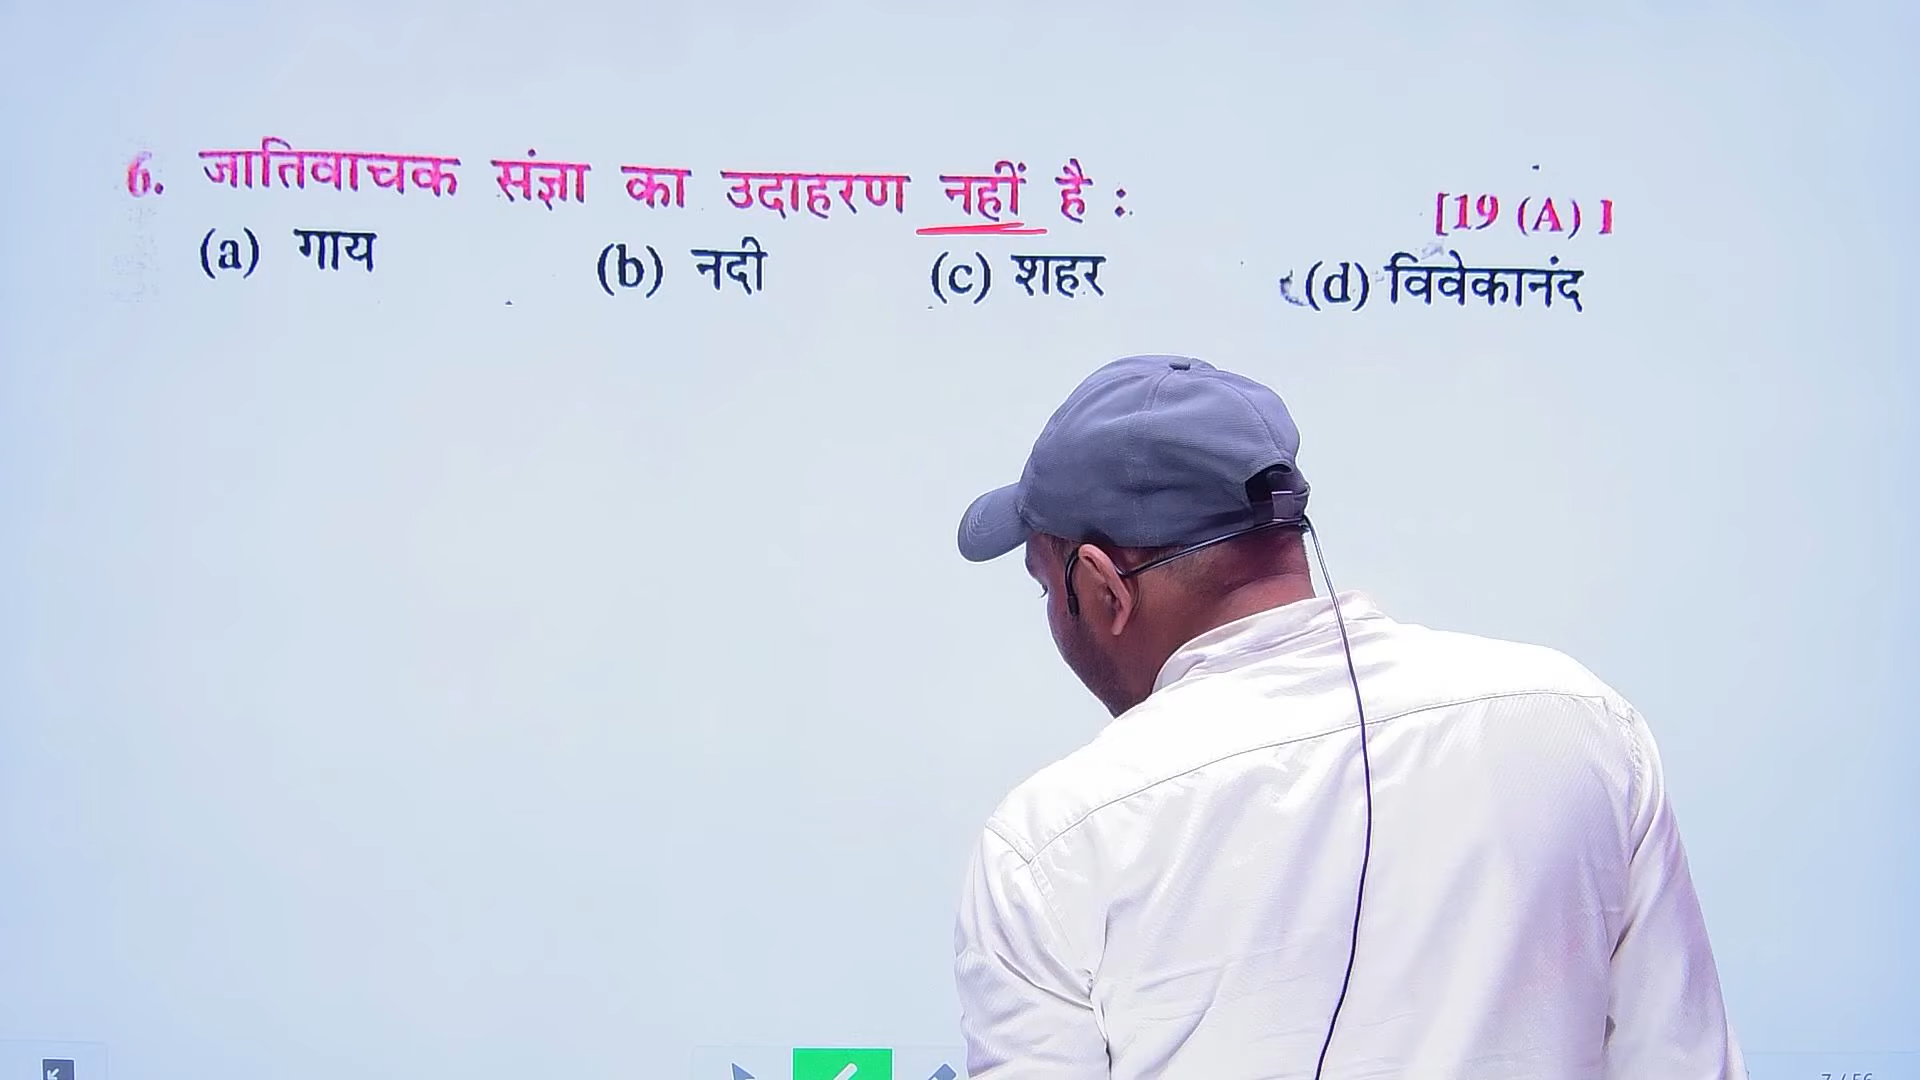 6. जातिवाचक संज्ञा का उदाहरण नहीं है : [19 (A) ]
(a) गाय (b) नदी (c) शहर (d) विवेकानंद